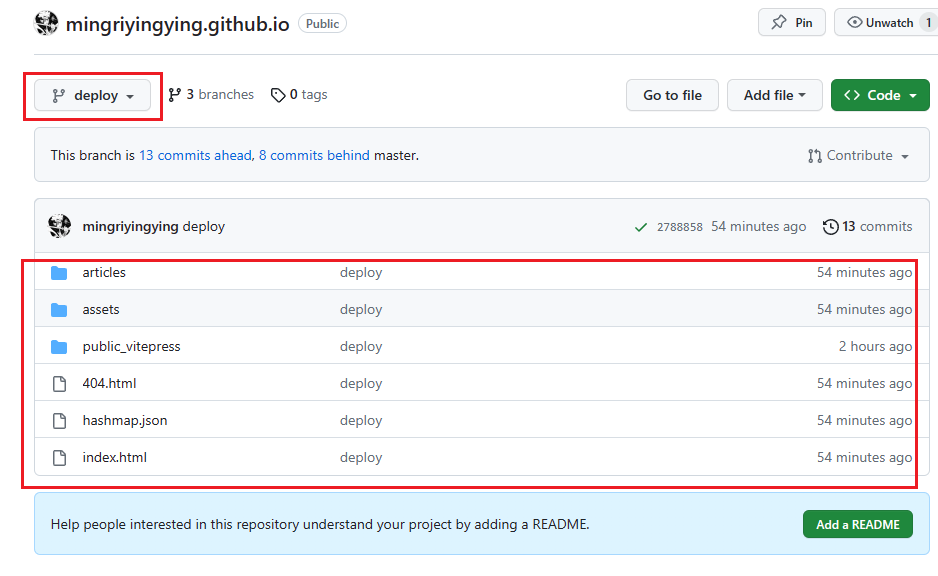 mingriyingying.github.io Public Pin Unwatch 1
deploy 3 branches 0 tags Go to file Add file Code
This branch is 13 commits ahead, 8 commits behind master. Contribute
mingriyingying deploy 2788858 54 minutes ago 13 commits
articles deploy 54 minutes ago
assets deploy 54 minutes ago
public_vitepress deploy 2 hours ago
404.html deploy 54 minutes ago
hashmap.json deploy 54 minutes ago
index.html deploy 54 minutes ago
Help people interested in this repository understand your project by adding a README. Add a README